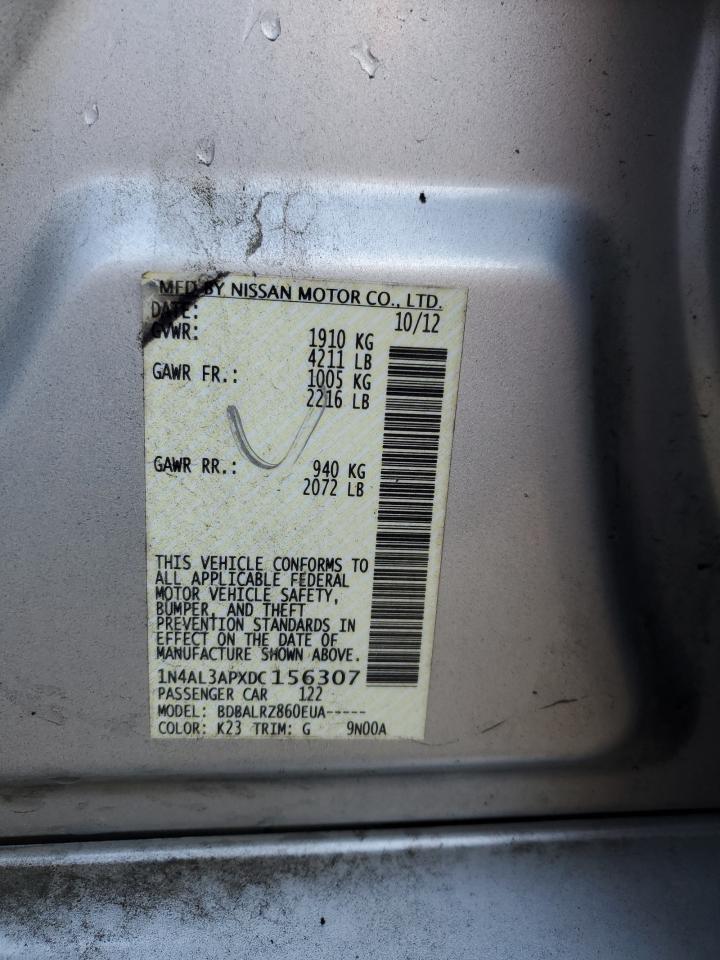 MFD BY NISSAN MOTOR CO., LTD.
DATE: 10/12
GVWR: 1910 KG
4211 LB
GAWR FR.: 1005 KG
2216 LB
GAWR RR.: 940 KG
2072 LB
THIS VEHICLE CONFORMS TO
ALL APPLICABLE FEDERAL
MOTOR VEHICLE SAFETY,
BUMPER, AND THEFT
PREVENTION STANDARDS IN
EFFECT ON THE DATE OF
MANUFACTURE SHOWN ABOVE.
1N4AL3APXDC156307
PASSENGER CAR 122
MODEL: BDBALRZ860EUA-----
COLOR: K23 TRIM: G 9N00A